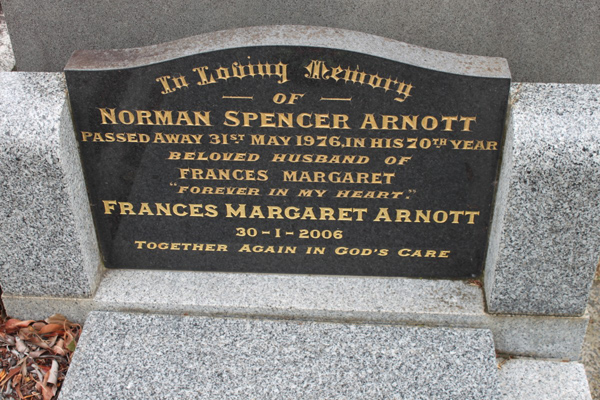 In Loving Memory
— OF —
NORMAN SPENCER ARNOTT
PASSED AWAY 31ST MAY 1976, IN HIS 70TH YEAR
BELOVED HUSBAND OF
FRANCES MARGARET
"FOREVER IN MY HEART."
FRANCES MARGARET ARNOTT
30-1-2006
TOGETHER AGAIN IN GOD'S CARE